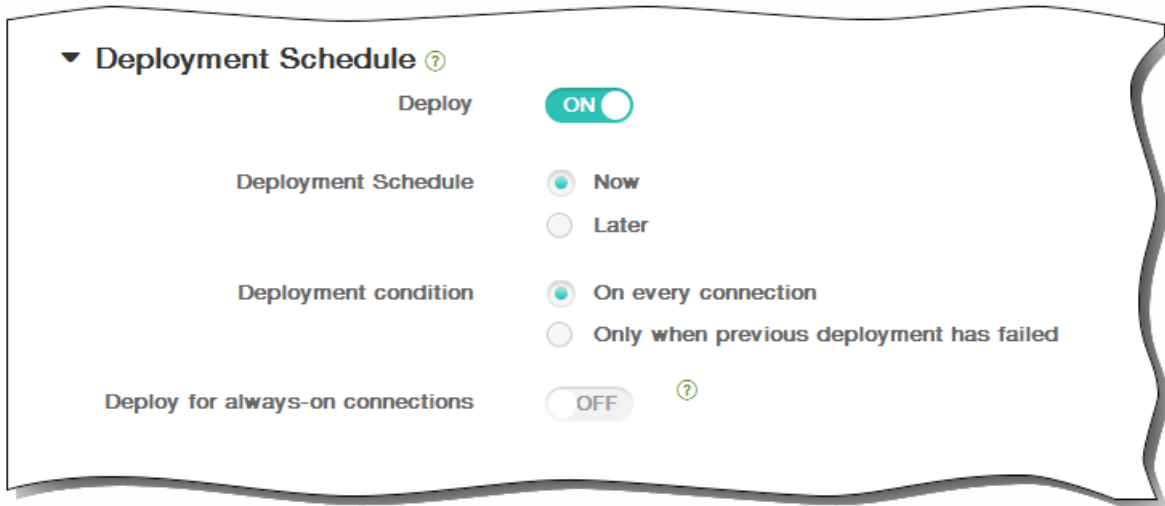 Deployment Schedule ?
Deploy ON
Deployment Schedule Now
Later
Deployment condition On every connection
Only when previous deployment has failed
Deploy for always-on connections OFF ?